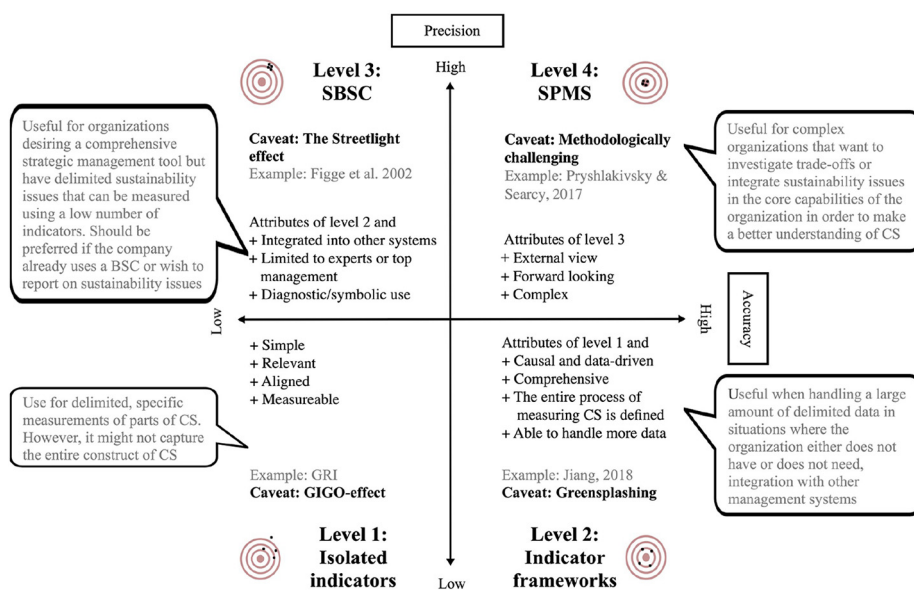 Precision
Level 3:
SBSC
High
Level 4:
SPMS
Useful for organizations
desiring a comprehensive
strategic management tool but
have delimited sustainability
issues that can be measured
using a low number of
indicators. Should be
preferred if the company
already uses a BSC or wish to
report on sustainability issues
Caveat: The Streetlight
effect
Example: Figge et al. 2002
Attributes of level 2 and
+ Integrated into other systems
+ Limited to experts or top
management
+ Diagnostic/symbolic use
Caveat: Methodologically
challenging
Example: Pryshlakivsky &
Searcy, 2017
Attributes of level 3
+ External view
+ Forward looking
+ Complex
Useful for complex
organizations that want to
investigate trade-offs or
integrate sustainability issues
in the core capabilities of the
organization in order to make
a better understanding of CS
Low
High
Accuracy
+ Simple
+ Relevant
+ Aligned
+ Measureable
Attributes of level 1 and
+ Causal and data-driven
+ Comprehensive
+ The entire process of
measuring CS is defined
+ Able to handle more data
Use for delimited, specific
measurements of parts of CS.
However, it might not capture
the entire construct of CS
Useful when handling a large
amount of delimited data in
situations where the
organization either does not
have or does not need,
integration with other
management systems
Example: GRI
Caveat: GIGO-effect
Example: Jiang, 2018
Caveat: Greensplashing
Level 1:
Isolated
indicators
Level 2:
Indicator
frameworks
Low